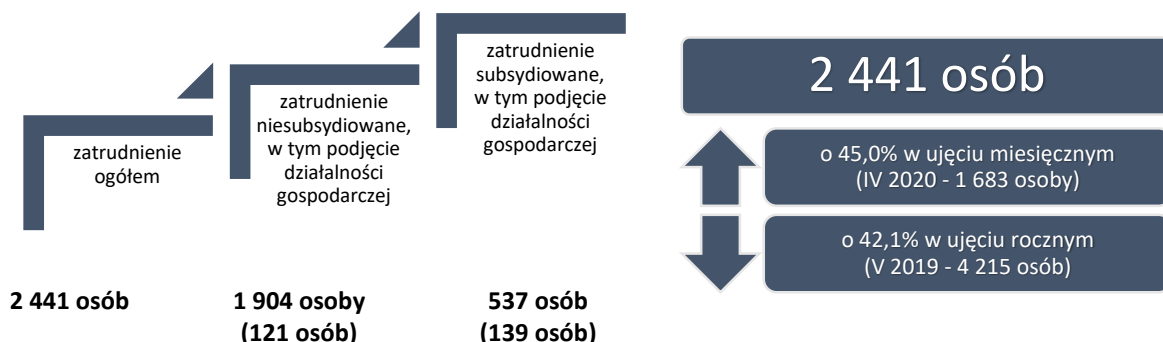 zatrudnienie
ogółem
2 441 osób
zatrudnienie
niesubsydiowane,
w tym podjęcie
działalności
gospodarczej
1 904 osoby
(121 osób)
zatrudnienie
subsydiowane,
w tym podjęcie
działalności
gospodarczej
537 osób
(139 osób)
2 441 osób
o 45,0% w ujęciu miesięcznym
(IV 2020 - 1 683 osoby)
o 42,1% w ujęciu rocznym
(V 2019 - 4 215 osób)